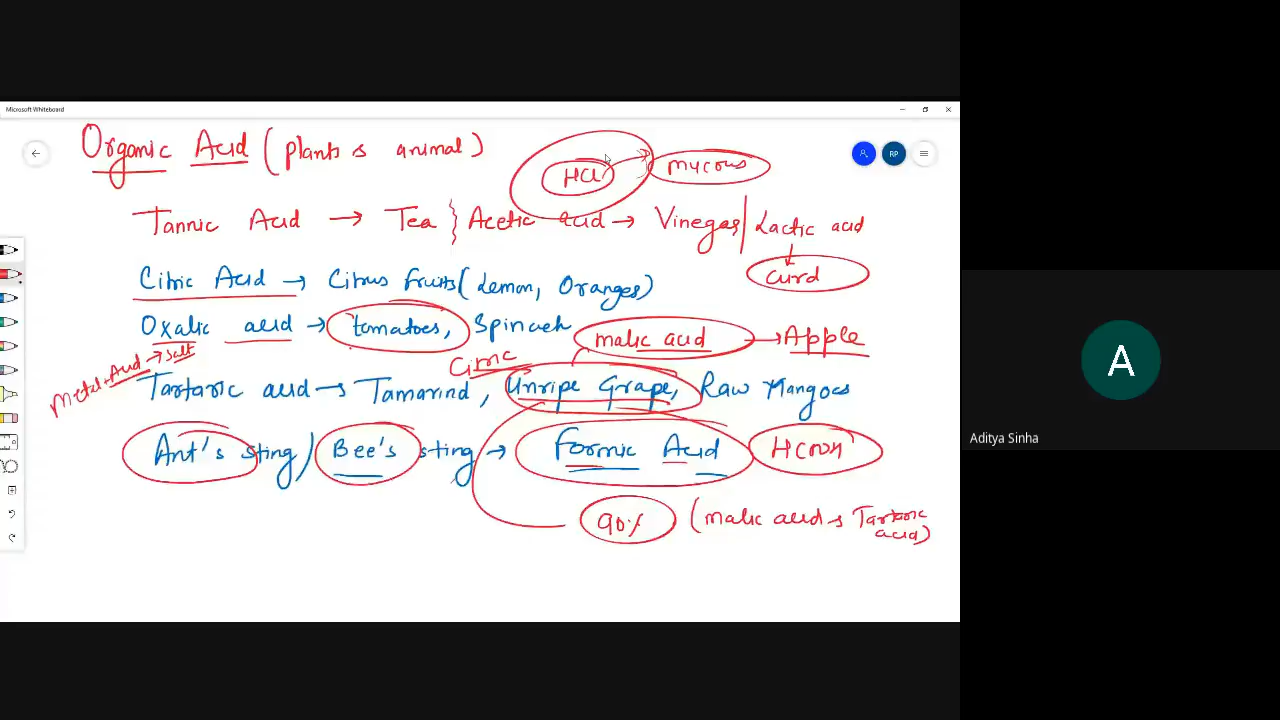 Microsoft Whiteboard
Organic Acid (plants & animal)
HCl → mucous
RP
Tannic Acid → Tea } Acetic acid → Vinegar | Lactic acid
↓
curd
Citric Acid → Citrus fruits (Lemon, Oranges)
Oxalic acid → tomatoes, Spinach
malic acid → Apple
Metal + Acid → Salt
Citric
Tartaric acid → Tamarind, Unripe Grape, Raw Mangoes
Ant's sting / Bee's sting → Formic Acid HCOOH
90% (malic acid & Tartaric acid)
A
Aditya Sinha